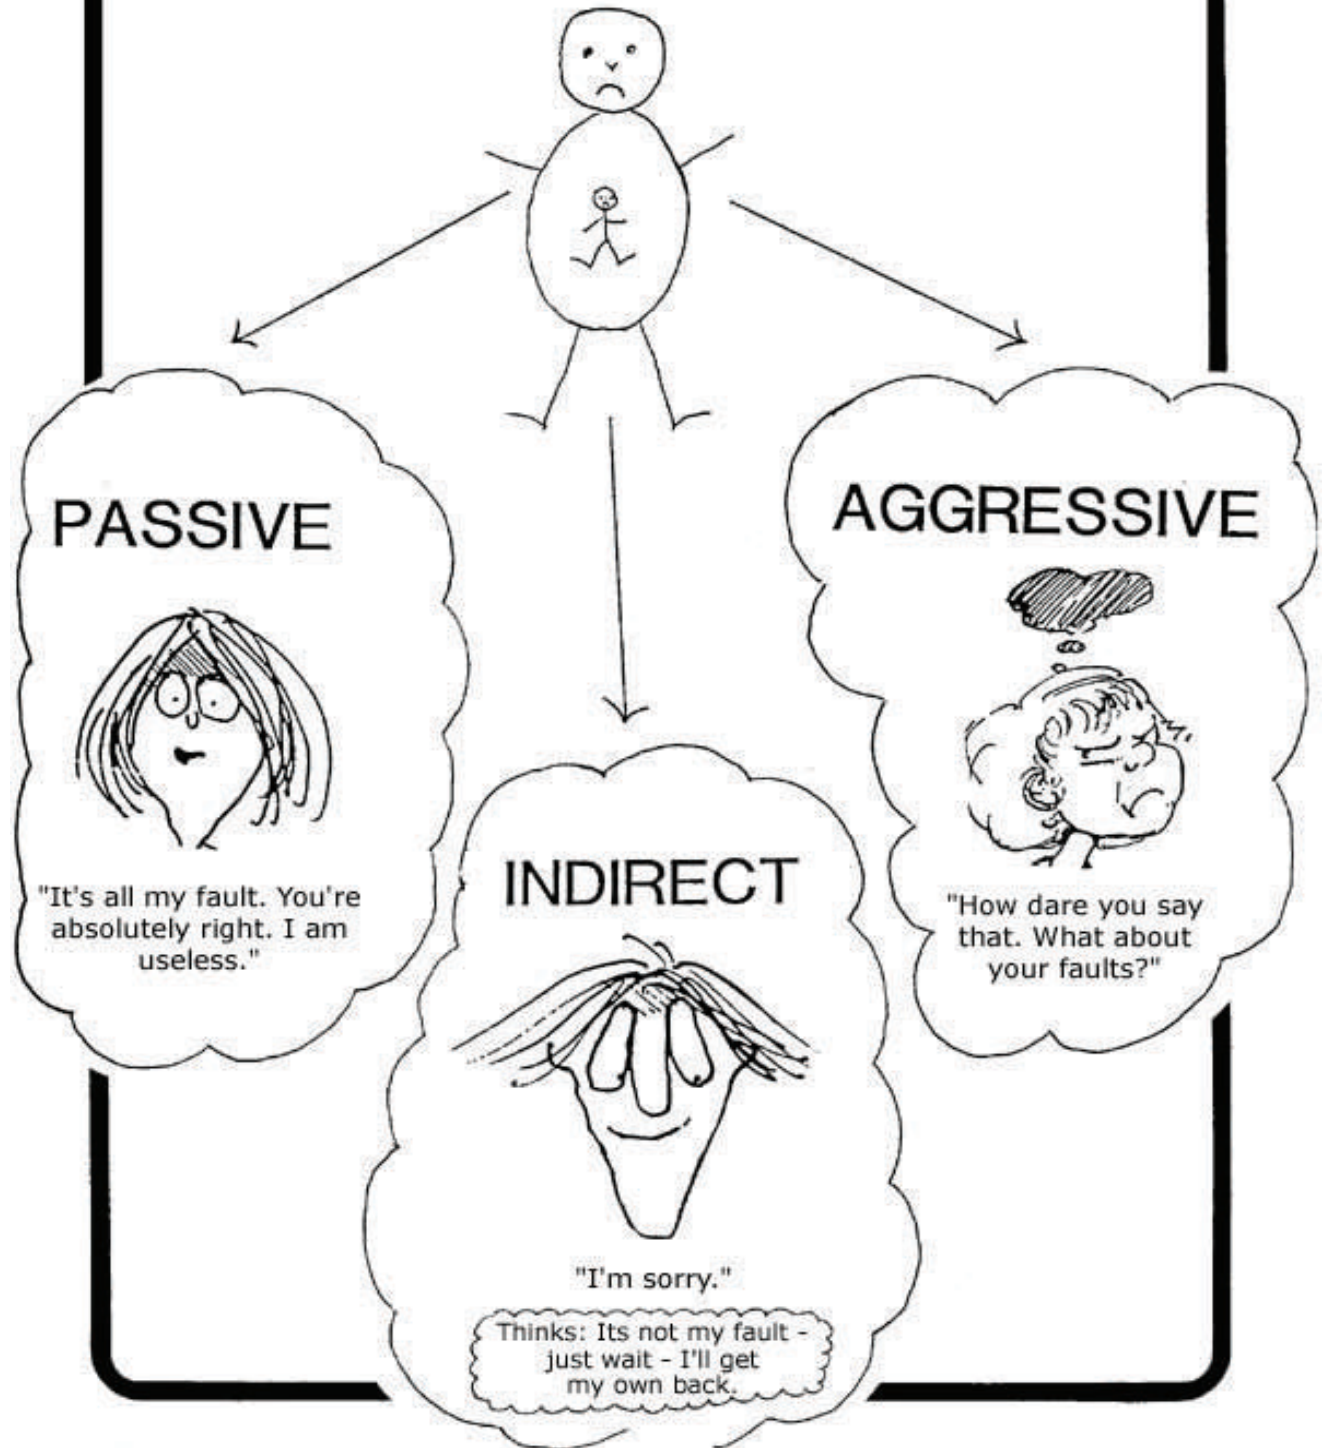 PASSIVE
"It's all my fault. You're
absolutely right. I am
useless."
AGGRESSIVE
"How dare you say
that. What about
your faults?"
INDIRECT
"I'm sorry."
Thinks: Its not my fault -
just wait - I'll get
my own back.